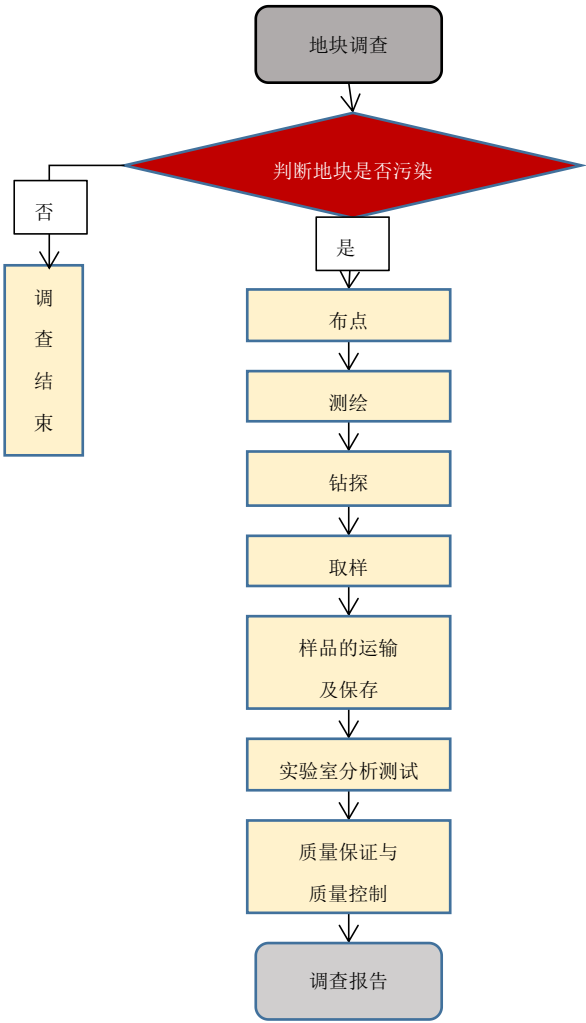 地块调查
判断地块是否污染
否
是
调
查
结
束
布点
测绘
钻探
取样
样品的运输
及保存
实验室分析测试
质量保证与
质量控制
调查报告